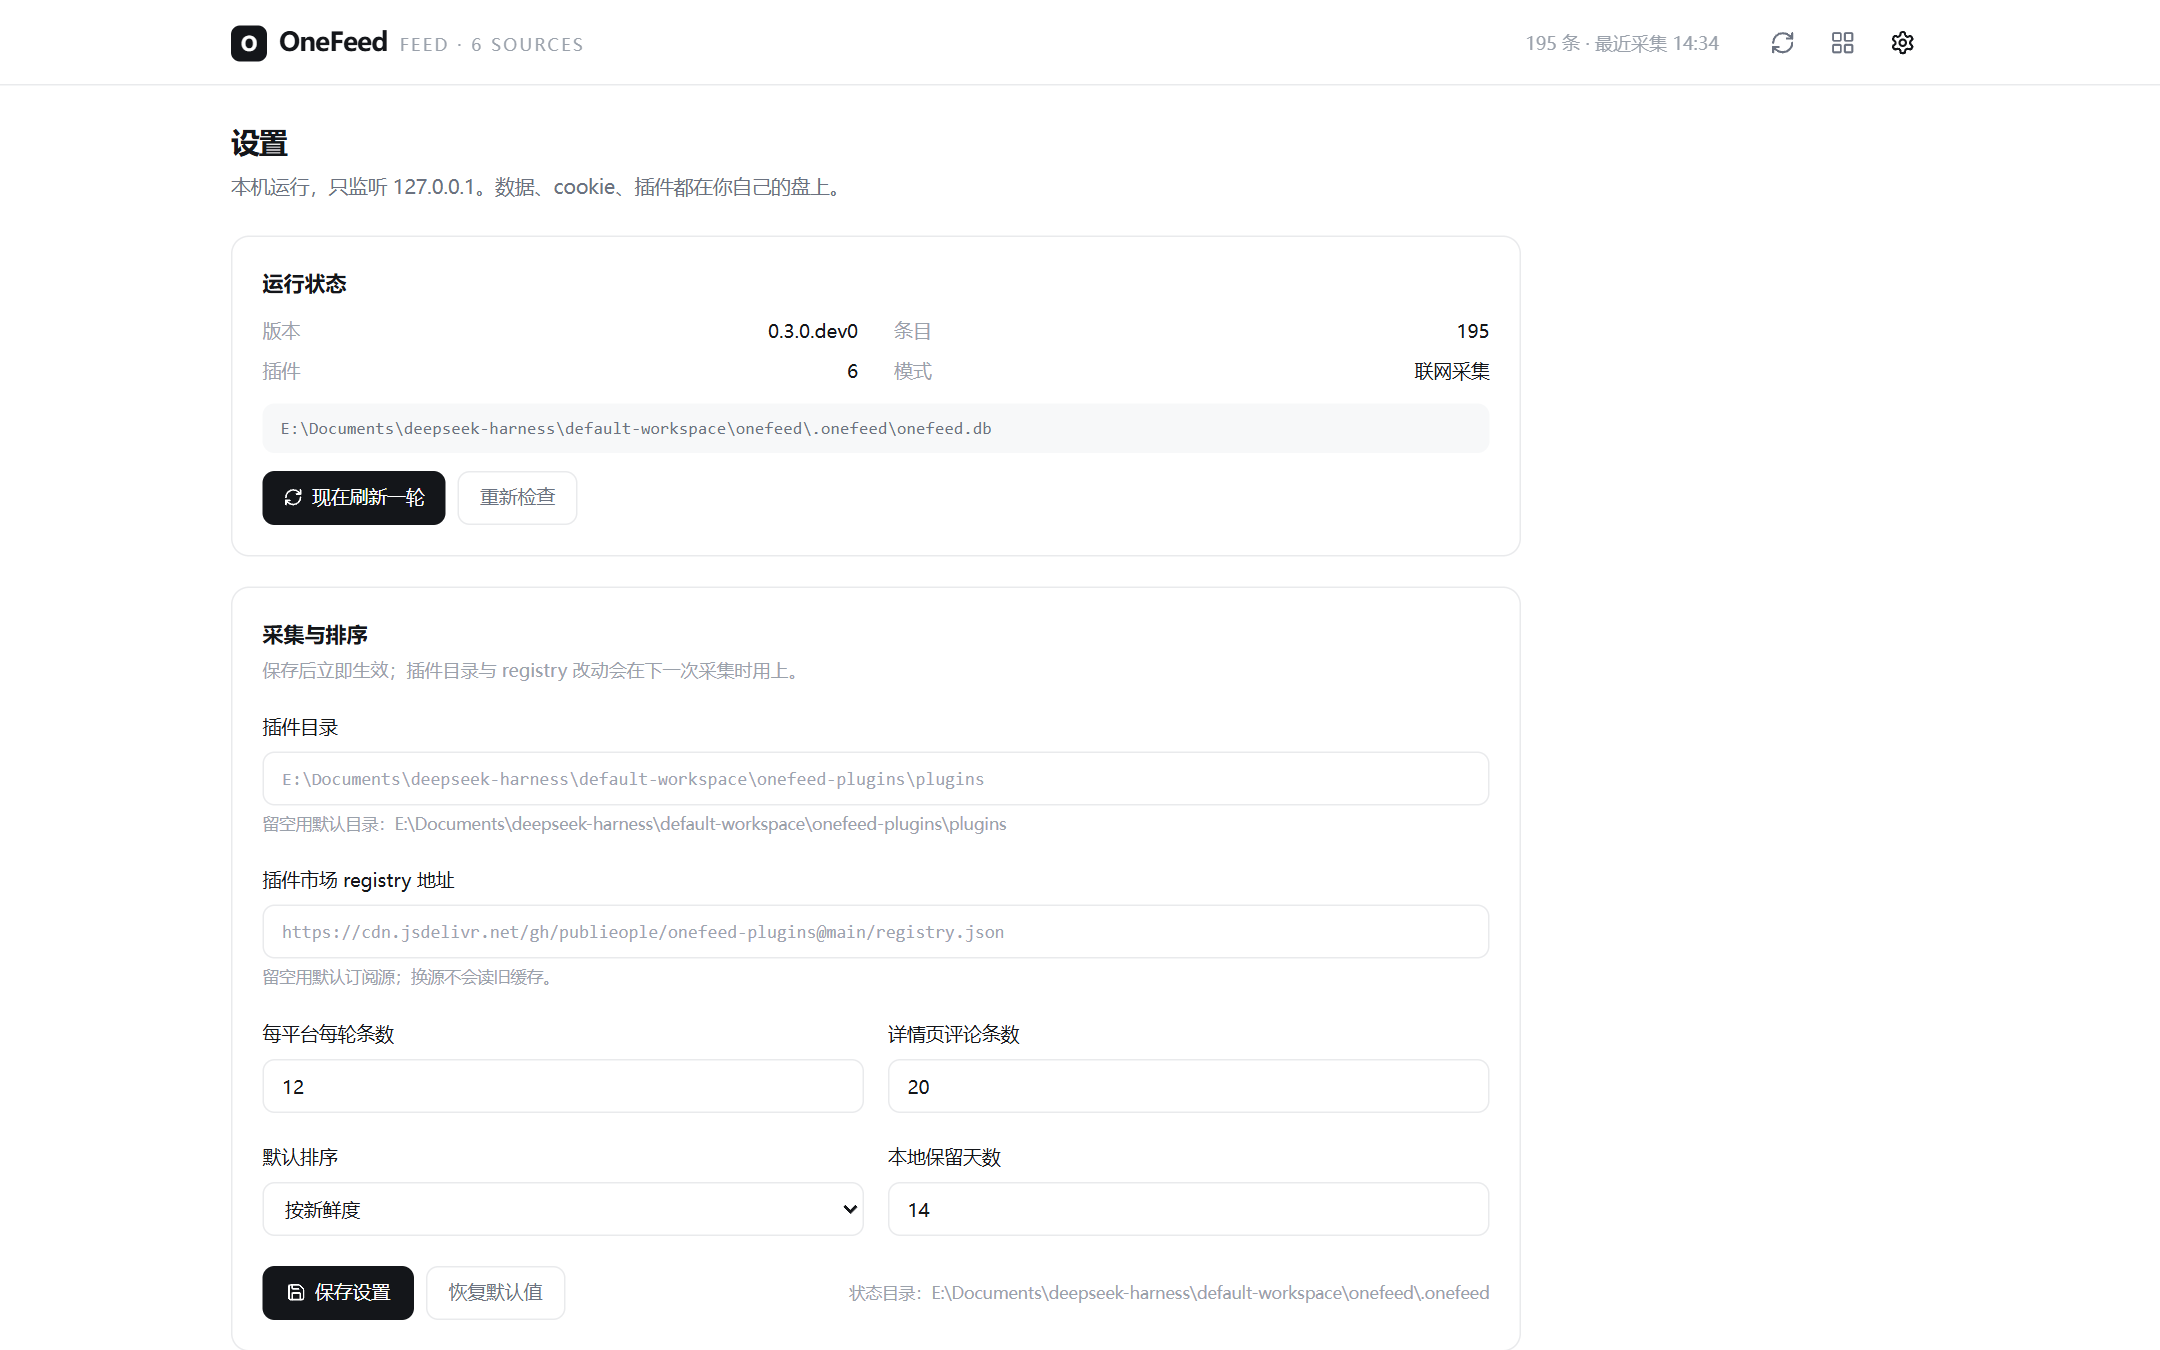 O OneFeed FEED · 6 SOURCES 195 条 · 最近采集 14:34
设置
本机运行，只监听 127.0.0.1。数据、cookie、插件都在你自己的盘上。
运行状态
版本 0.3.0.dev0 条目 195
插件 6 模式 联网采集
E:\Documents\deepseek-harness\default-workspace\onefeed\.onefeed\onefeed.db
现在刷新一轮 重新检查
采集与排序
保存后立即生效；插件目录与 registry 改动会在下一次采集时用上。
插件目录
E:\Documents\deepseek-harness\default-workspace\onefeed-plugins\plugins
留空用默认目录：E:\Documents\deepseek-harness\default-workspace\onefeed-plugins\plugins
插件市场 registry 地址
https://cdn.jsdelivr.net/gh/publieople/onefeed-plugins@main/registry.json
留空用默认订阅源；换源不会读旧缓存。
每平台每轮条数 详情页评论条数
12 20
默认排序 本地保留天数
按新鲜度 14
保存设置 恢复默认值 状态目录：E:\Documents\deepseek-harness\default-workspace\onefeed\.onefeed